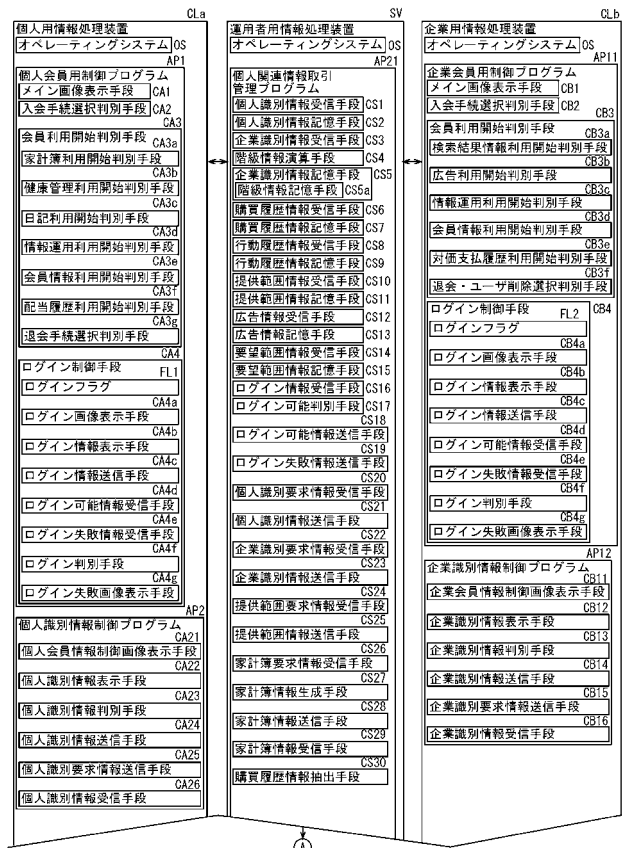 CLa
個人用情報処理装置
オペレーティングシステム OS
AP1
個人会員用制御プログラム
メイン画像表示手段 CA1
入会手続選択判別手段 CA2
CA3
会員利用開始判別手段
CA3a
家計簿利用開始判別手段
CA3b
健康管理利用開始判別手段
CA3c
日記利用開始判別手段
CA3d
情報運用利用開始判別手段
CA3e
会員情報利用開始判別手段
CA3f
配当履歴利用開始判別手段
CA3g
退会手続選択判別手段
CA4
ログイン制御手段
FL1
ログインフラグ
CA4a
ログイン画像表示手段
CA4b
ログイン情報表示手段
CA4c
ログイン情報送信手段
CA4d
ログイン可能情報受信手段
CA4e
ログイン失敗情報受信手段
CA4f
ログイン判別手段
CA4g
ログイン失敗画像表示手段
AP2
個人識別情報制御プログラム
CA21
個人会員情報制御画像表示手段
CA22
個人識別情報表示手段
CA23
個人識別情報判別手段
CA24
個人識別情報送信手段
CA25
個人識別要求情報送信手段
CA26
個人識別情報受信手段
SV
運用者用情報処理装置
オペレーティングシステム OS
AP21
個人関連情報取引
管理プログラム
個人識別情報受信手段 CS1
個人識別情報記憶手段 CS2
企業識別情報受信手段 CS3
階級情報演算手段 CS4
企業識別情報記憶手段 CS5
階級情報記憶手段 CS5a
購買履歴情報受信手段 CS6
購買履歴情報記憶手段 CS7
行動履歴情報受信手段 CS8
行動履歴情報記憶手段 CS9
提供範囲情報受信手段 CS10
提供範囲情報記憶手段 CS11
広告情報受信手段 CS12
広告情報記憶手段 CS13
要望範囲情報受信手段 CS14
要望範囲情報記憶手段 CS15
ログイン情報受信手段 CS16
ログイン可能判別手段 CS17
CS18
ログイン可能情報送信手段
CS19
ログイン失敗情報送信手段
CS20
個人識別要求情報受信手段
CS21
個人識別情報送信手段
CS22
企業識別要求情報受信手段
CS23
企業識別情報送信手段
CS24
提供範囲要求情報受信手段
CS25
提供範囲情報送信手段
CS26
家計簿要求情報受信手段
CS27
家計簿情報生成手段
CS28
家計簿情報送信手段
CS29
家計簿情報受信手段
CS30
購買履歴情報抽出手段
A
CLb
企業用情報処理装置
オペレーティングシステム OS
AP11
企業会員用制御プログラム
メイン画像表示手段 CB1
入会手続選択判別手段 CB2
CB3
会員利用開始判別手段
CB3a
検索結果情報利用開始判別手段
CB3b
広告利用開始判別手段
CB3c
情報運用利用開始判別手段
CB3d
会員情報利用開始判別手段
CB3e
対価支払履歴利用開始判別手段
CB3f
退会・ユーザ削除選択判別手段
CB4
ログイン制御手段
FL2
ログインフラグ
CB4a
ログイン画像表示手段
CB4b
ログイン情報表示手段
CB4c
ログイン情報送信手段
CB4d
ログイン可能情報受信手段
CB4e
ログイン失敗情報受信手段
CB4f
ログイン判別手段
CB4g
ログイン失敗画像表示手段
AP12
企業識別情報制御プログラム
CB11
企業会員情報制御画像表示手段
CB12
企業識別情報表示手段
CB13
企業識別情報判別手段
CB14
企業識別情報送信手段
CB15
企業識別要求情報送信手段
CB16
企業識別情報受信手段